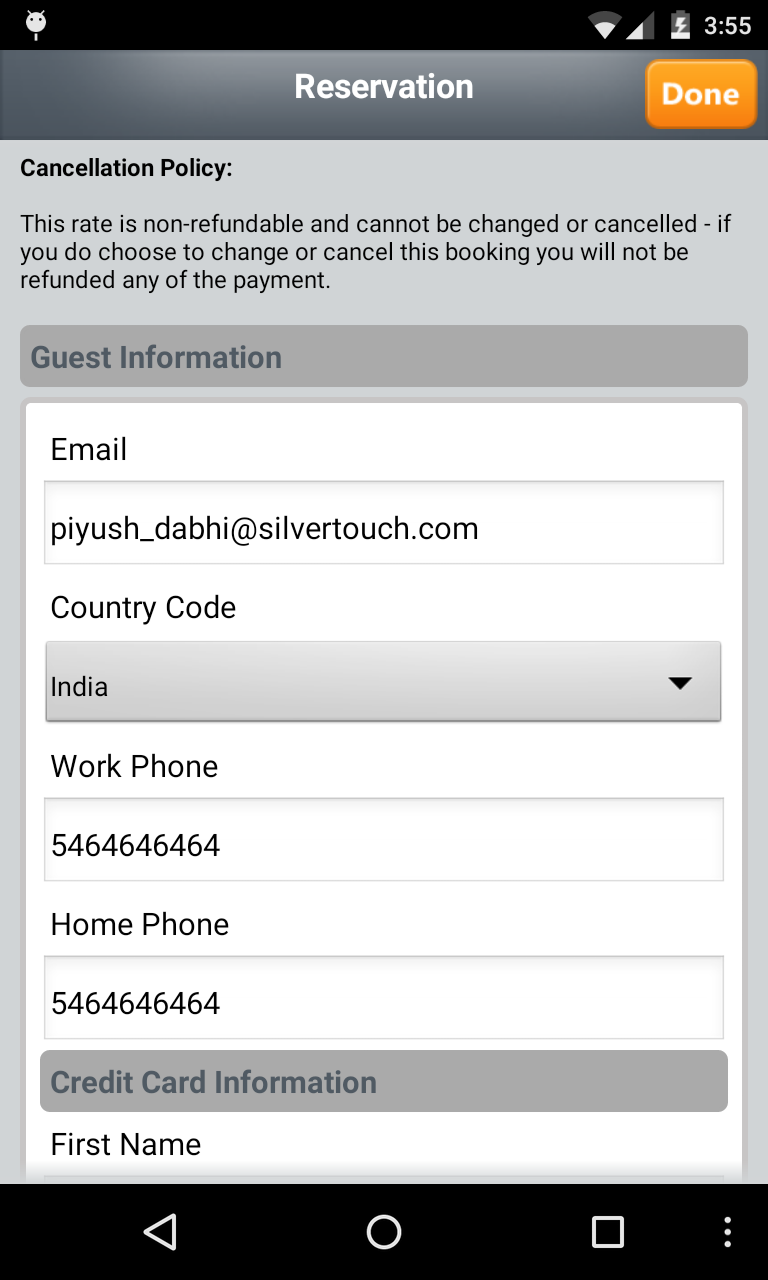 3:55
Reservation
Done
Cancellation Policy:
This rate is non-refundable and cannot be changed or cancelled - if
you do choose to change or cancel this booking you will not be
refunded any of the payment.
Guest Information
Email
piyush_dabhi@silvertouch.com
Country Code
India
Work Phone
5464646464
Home Phone
5464646464
Credit Card Information
First Name